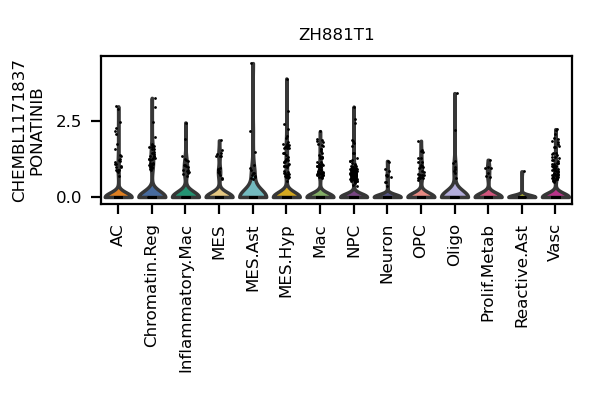 ZH881T1
CHEMBL1171837
PONATINIB
2.5
0.0
AC
Chromatin.Reg
Inflammatory.Mac
MES
MES.Ast
MES.Hyp
Mac
NPC
Neuron
OPC
Oligo
Prolif.Metab
Reactive.Ast
Vasc